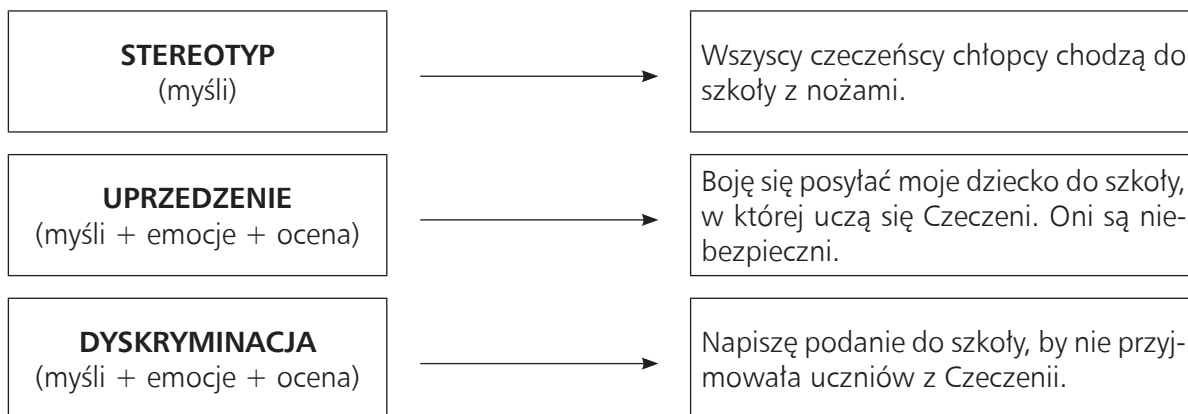 STEREOTYP
(myśli)
Wszyscy czeczeńscy chłopcy chodzą do
szkoły z nożami.
UPRZEDZENIE
(myśli + emocje + ocena)
Boję się posyłać moje dziecko do szkoły,
w której uczą się Czeczeni. Oni są nie-
bezpieczni.
DYSKRYMINACJA
(myśli + emocje + ocena)
Napiszę podanie do szkoły, by nie przyj-
mowała uczniów z Czeczenii.